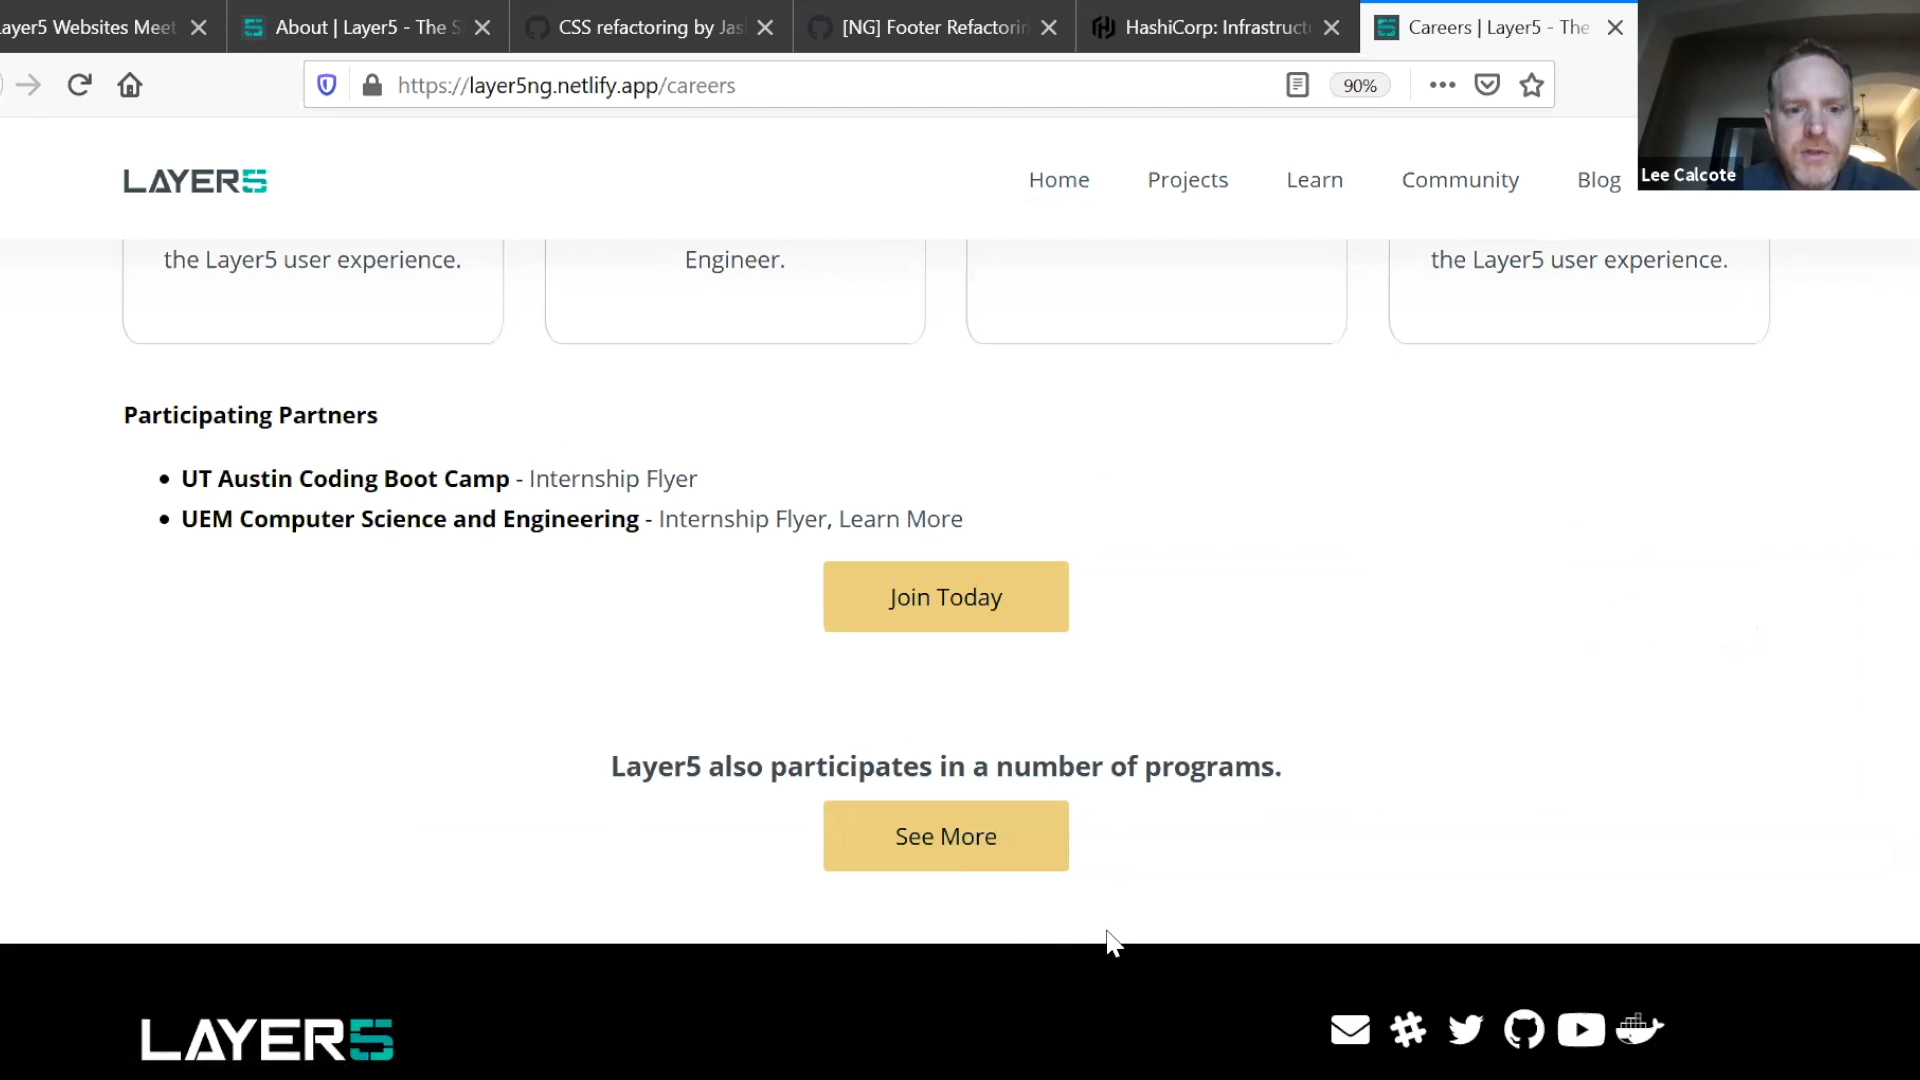 ayer5 Websites Meet
About | Layer5 - The S
CSS refactoring by Jas
[NG] Footer Refactorin
HashiCorp: Infrastruct
Careers | Layer5 - The
https://layer5ng.netlify.app/careers
90%
LAYER5
Home
Projects
Learn
Community
Blog
Lee Calcote
the Layer5 user experience.
Engineer.
the Layer5 user experience.
Participating Partners
UT Austin Coding Boot Camp - Internship Flyer
UEM Computer Science and Engineering - Internship Flyer, Learn More
Join Today
Layer5 also participates in a number of programs.
See More
LAYER5